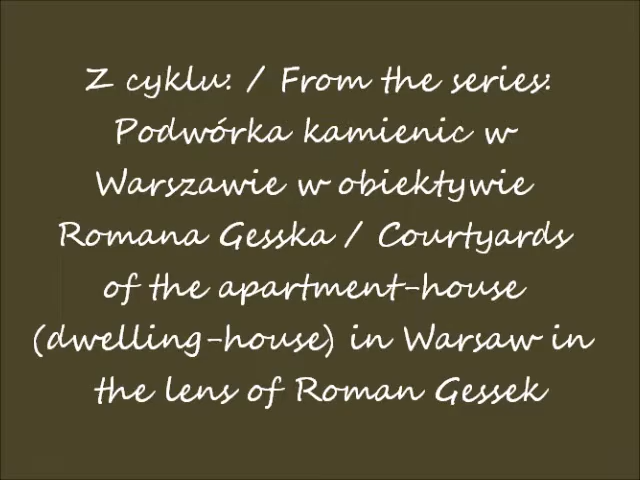 Z cyklu: / From the series:
Podwórka kamienic w
Warszawie w obiektywie
Romana Gesska / Courtyards
of the apartment-house
(dwelling-house) in Warsaw in
the lens of Roman Gessek